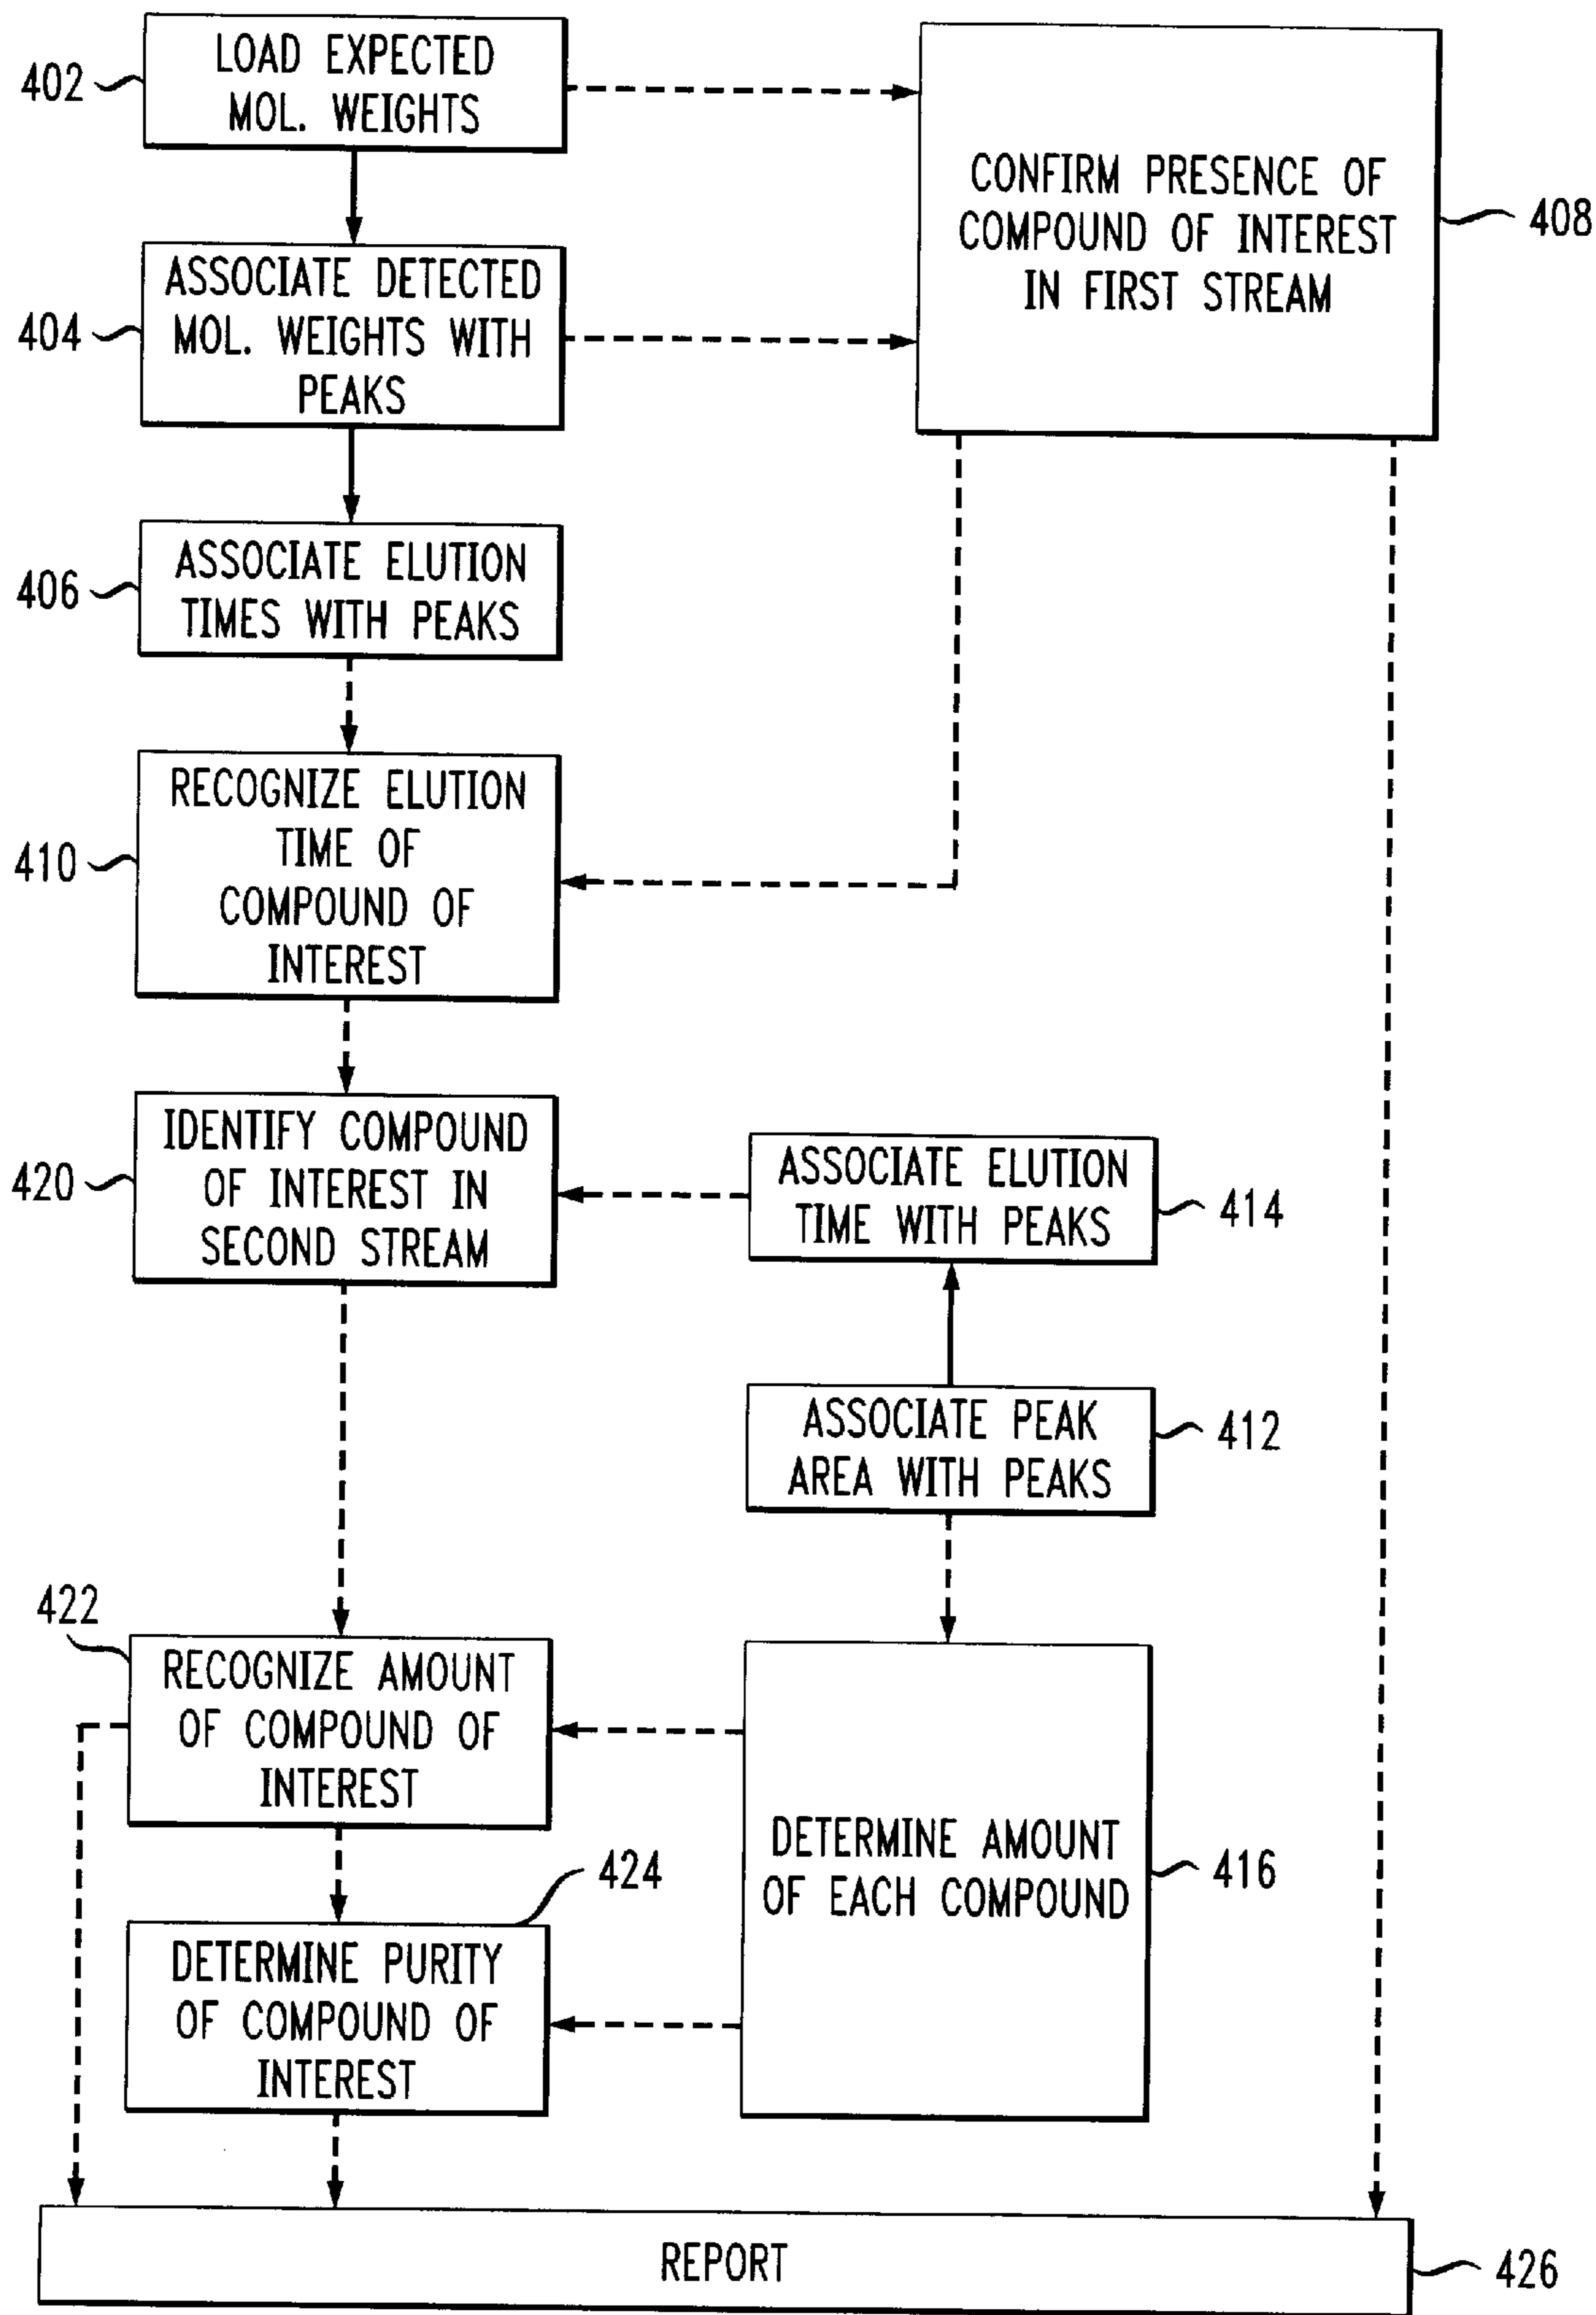 402
LOAD EXPECTED
MOL. WEIGHTS
CONFIRM PRESENCE OF
COMPOUND OF INTEREST
IN FIRST STREAM
408
404
ASSOCIATE DETECTED
MOL. WEIGHTS WITH
PEAKS
406
ASSOCIATE ELUTION
TIMES WITH PEAKS
410
RECOGNIZE ELUTION
TIME OF
COMPOUND OF
INTEREST
420
IDENTIFY COMPOUND
OF INTEREST IN
SECOND STREAM
ASSOCIATE ELUTION
TIME WITH PEAKS
414
ASSOCIATE PEAK
AREA WITH PEAKS
412
422
RECOGNIZE AMOUNT
OF COMPOUND OF
INTEREST
DETERMINE AMOUNT
OF EACH COMPOUND
416
424
DETERMINE PURITY
OF COMPOUND OF
INTEREST
REPORT
426